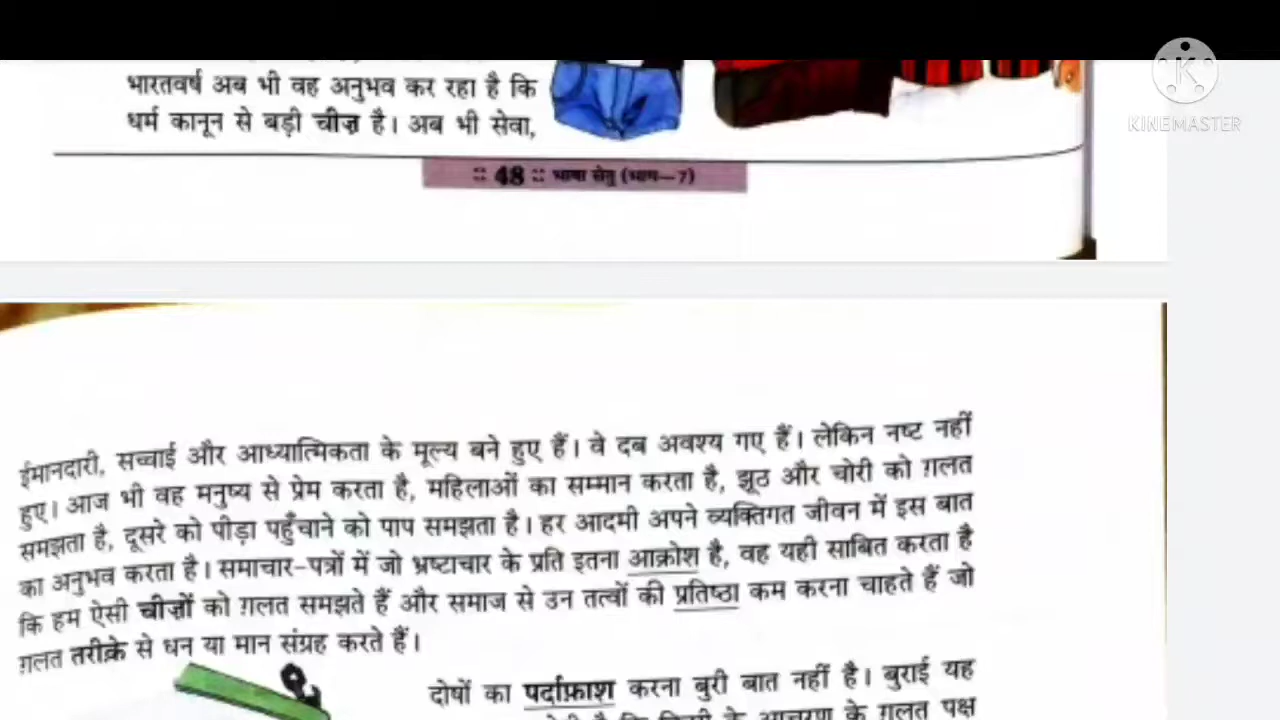 भारतवर्ष अब भी वह अनुभव कर रहा है कि
KINEMASTER
धर्म कानून से बड़ी चीज़ है। अब भी सेवा,
:: 48 :: भाषा सेतु (भाग-7)
ईमानदारी, सच्चाई और आध्यात्मिकता के मूल्य बने हुए हैं। वे दब अवश्य गए हैं। लेकिन नष्ट नहीं
हुए। आज भी वह मनुष्य से प्रेम करता है, महिलाओं का सम्मान करता है, झूठ और चोरी को ग़लत
समझता है, दूसरे को पीड़ा पहुँचाने को पाप समझता है। हर आदमी अपने व्यक्तिगत जीवन में इस बात
का अनुभव करता है। समाचार-पत्रों में जो भ्रष्टाचार के प्रति इतना आक्रोश है, वह यही साबित करता है
कि हम ऐसी चीज़ों को ग़लत समझते हैं और समाज से उन तत्वों की प्रतिष्ठा कम करना चाहते हैं जो
ग़लत तरीक़े से धन या मान संग्रह करते हैं।
दोषों का पर्दाफ़ाश करना बुरी बात नहीं है। बुराई यह
के आचरण के ग़लत पक्ष